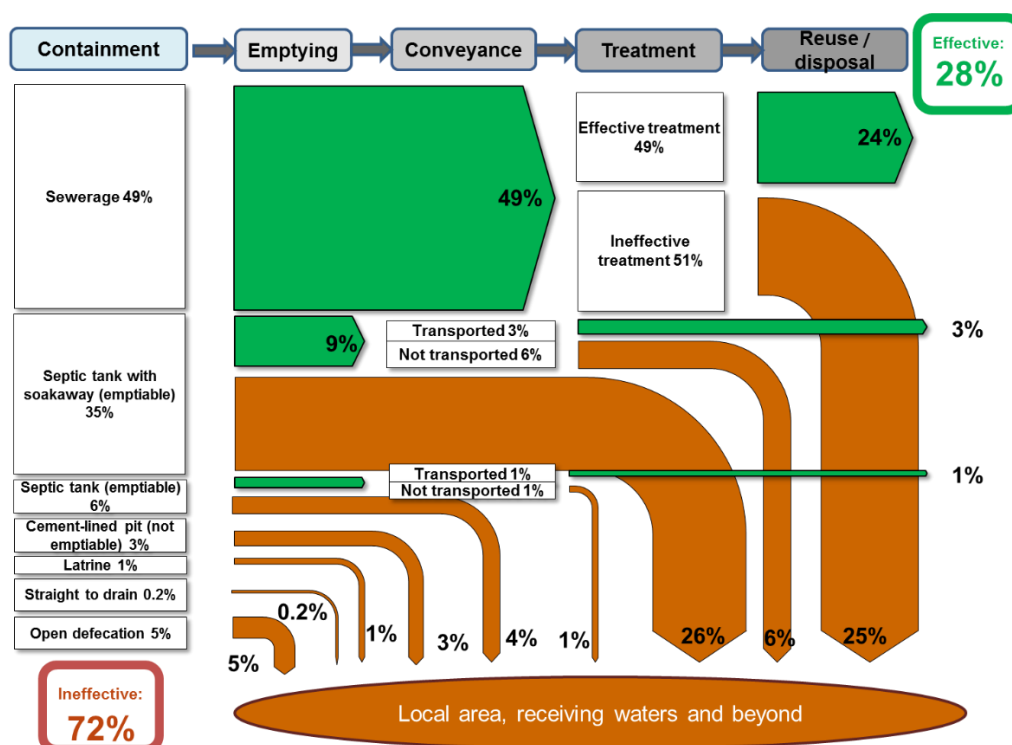 Containment
Emptying
Conveyance
Treatment
Reuse /
disposal
Effective:
28%
Sewerage 49%
49%
Effective treatment
49%
24%
Ineffective
treatment 51%
Septic tank with
soakaway (emptiable)
35%
9%
Transported 3%
Not transported 6%
3%
Transported 1%
Not transported 1%
1%
Septic tank (emptiable)
6%
Cement-lined pit (not
emptiable) 3%
Latrine 1%
Straight to drain 0.2%
Open defecation 5%
5%
0.2%
1%
3%
4%
1%
26%
6%
25%
Ineffective:
72%
Local area, receiving waters and beyond